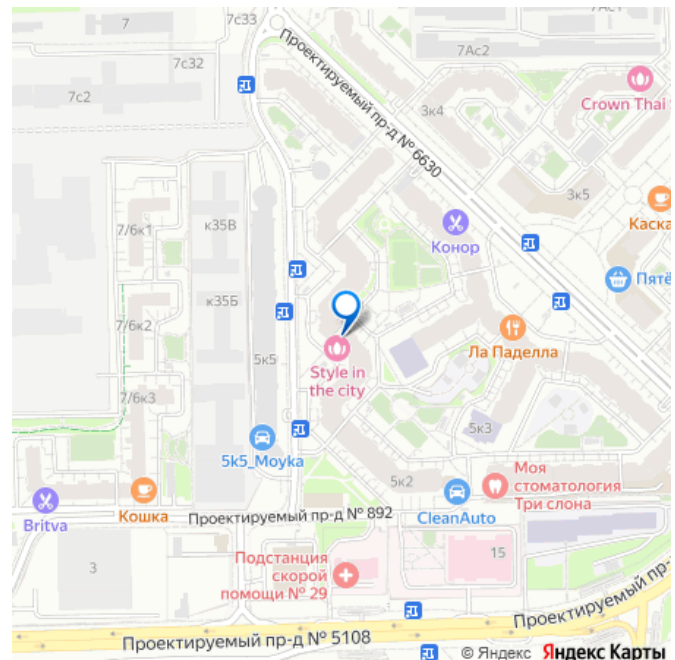 7с33
7
7Ас2
Проектируемый пр-д № 6630
7с32
7с2
3к4
Crown Thai
7/6к1
к35В
3к5
Каска
Конор
Пятё
к35Б
7/6к2
Ла Паделла
5к5
Style in
the city
7/6к3
5к3
5k5_Moyka
5к2
Моя
стоматология
Три слона
Britva
Кошка
Проектируемый пр-д № 892
CleanAuto
15
3
Подстанция
скорой
помощи № 29
Проектируемый пр-д № 5108
Проектируемый пр-
© Яндекс Яндекс Карты